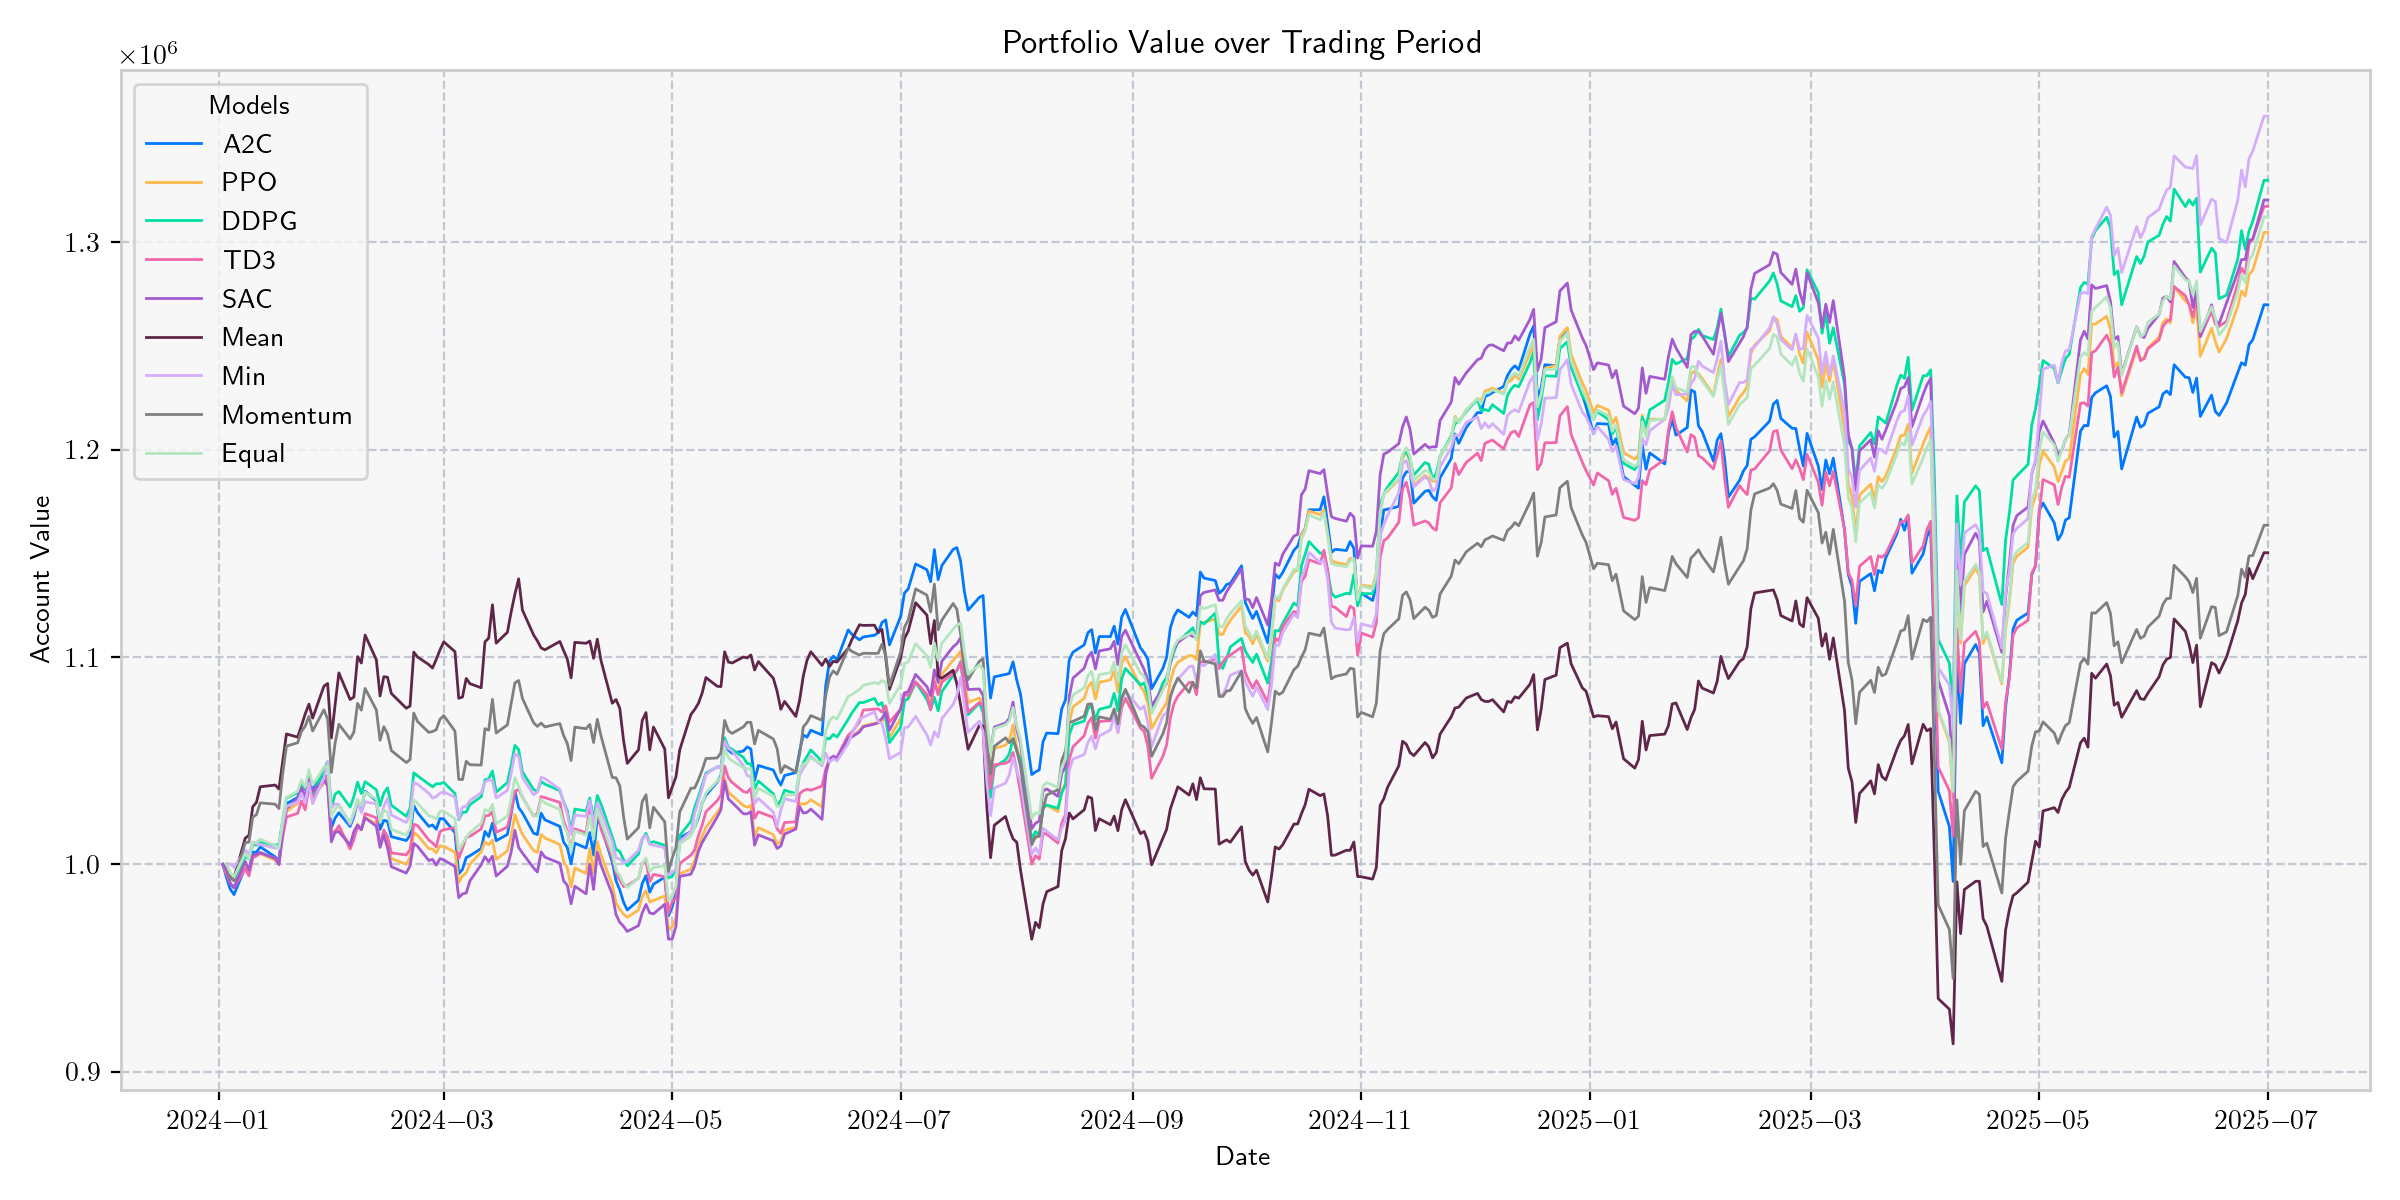 Portfolio Value over Trading Period
×10⁶
Models
A2C
PPO
DDPG
TD3
SAC
Mean
Min
Momentum
Equal
Account Value
1.3
1.2
1.1
1.0
0.9
2024−01 2024−03 2024−05 2024−07 2024−09 2024−11 2025−01 2025−03 2025−05 2025−07
Date